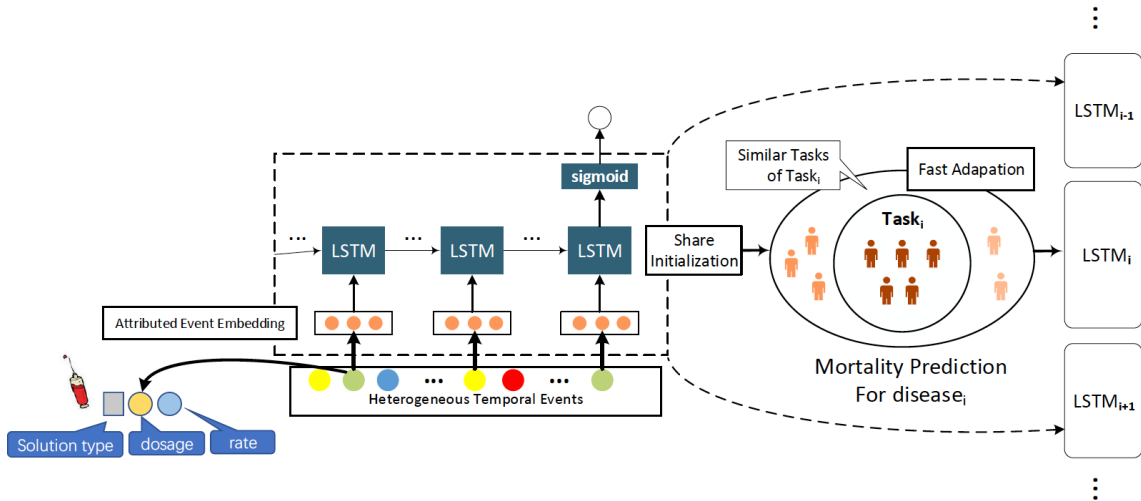 ⋮
LSTMi-1
Similar Tasks
of Taski
Fast Adapation
sigmoid
Taski
...
LSTM
...
LSTM
...
LSTM
Share
Initialization
LSTMi
Attributed Event Embedding
Mortality Prediction
For diseasei
...
...
Heterogeneous Temporal Events
LSTMi+1
Solution type
dosage
rate
⋮